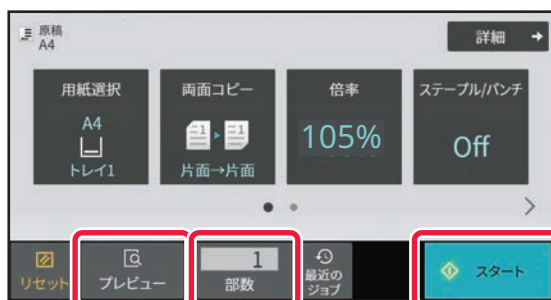 原稿
A4
詳細
用紙選択
A4
トレイ1
両面コピー
1 1
片面→片面
倍率
105%
ステープル/パンチ
Off
リセット
プレビュー
1
部数
最近の
ジョブ
スタート